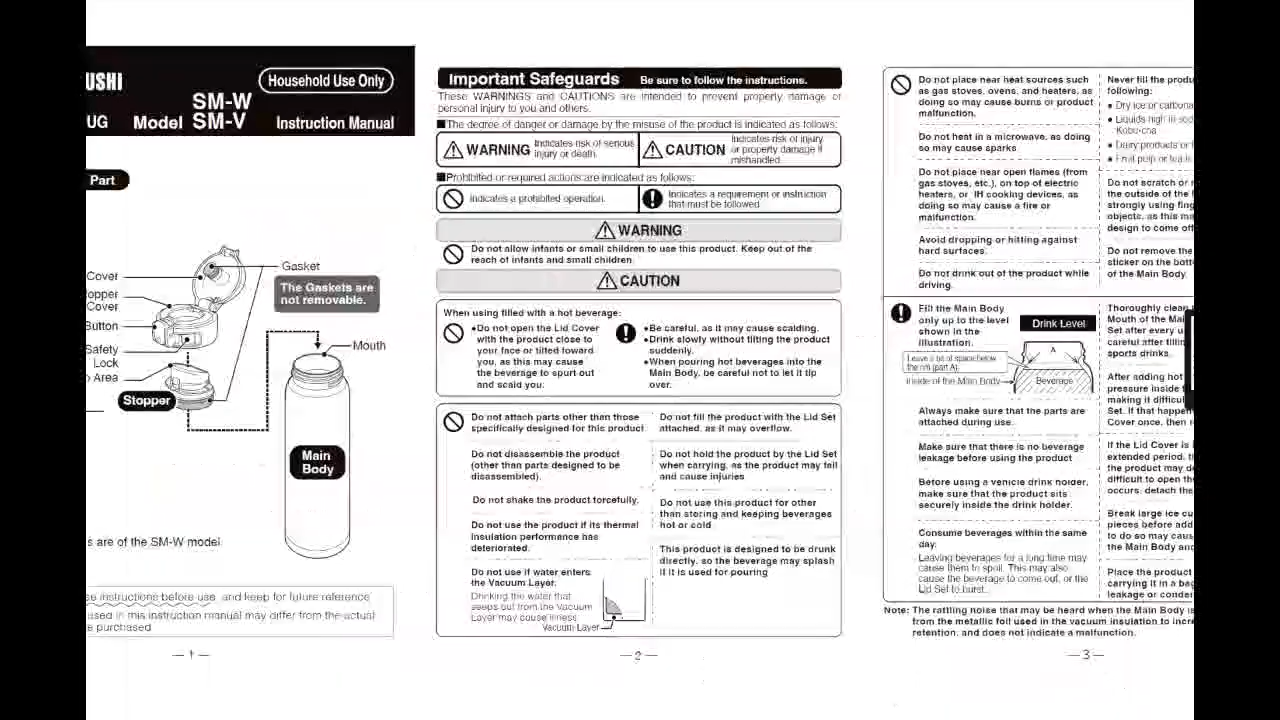 USHI
Household Use Only
UG Model SM-W
SM-V
Instruction Manual
Part
Cover
Gasket
The Gaskets are
not removable.
topper
Cover
Button
Safety
Lock
Area
Mouth
Stopper
Main
Body
s are of the SM-W model.
se instructions before use, and keep for future reference
used in this instruction manual may differ from the actual
purchased
— 1 —
Important Safeguards Be sure to follow the instructions.
These WARNINGS and CAUTIONS are intended to prevent property damage or
personal injury to you and others.
■The degree of danger or damage by the misuse of the product is indicated as follows:
WARNING Indicates risk of serious
injury or death.
CAUTION Indicates risk of injury
or property damage if
mishandled
■Prohibited or required actions are indicated as follows:
Indicates a prohibited operation.
Indicates a requirement or instruction
that must be followed
WARNING
Do not allow infants or small children to use this product. Keep out of the
reach of infants and small children.
CAUTION
When using filled with a hot beverage:
●Do not open the Lid Cover
with the product close to
your face or tilted toward
you, as this may cause
the beverage to spurt out
and scald you.
●Be careful, as it may cause scalding.
●Drink slowly without tilting the product
suddenly.
●When pouring hot beverages into the
Main Body, be careful not to let it tip
over.
Do not attach parts other than those
specifically designed for this product
Do not disassemble the product
(other than parts designed to be
disassembled).
Do not shake the product forcefully.
Do not use the product if its thermal
insulation performance has
deteriorated.
Do not use if water enters
the Vacuum Layer.
Drinking the water that
seeps out from the Vacuum
Layer may cause illness
Vacuum Layer
Do not fill the product with the Lid Set
attached, as it may overflow.
Do not hold the product by the Lid Set
when carrying, as the product may fall
and cause injuries
Do not use this product for other
than storing and keeping beverages
hot or cold
This product is designed to be drunk
directly, so the beverage may splash
if it is used for pouring
— 2 —
Do not place near heat sources such
as gas stoves, ovens, and heaters, as
doing so may cause burns or product
malfunction.
Do not heat in a microwave, as doing
so may cause sparks
Do not place near open flames (from
gas stoves, etc.), on top of electric
heaters, or IH cooking devices, as
doing so may cause a fire or
malfunction.
Avoid dropping or hitting against
hard surfaces.
Do not drink out of the product while
driving.
Never fill the produ
following:
● Dry ice or carbona
● Liquids high in sod
Kobu-cha
● Dairy products or
● Fruit pulp or tea
Do not scratch or
the outside of the
strongly using fing
objects, as this ma
design to come off
Do not remove the
sticker on the bott
of the Main Body
Fill the Main Body
only up to the level
shown in the
illustration.
Drink Level
Leave a bit of space below
the rim (part A).
A
Inside of the Main Body
Beverage
Always make sure that the parts are
attached during use.
Make sure that there is no beverage
leakage before using the product
Before using a vehicle drink holder,
make sure that the product sits
securely inside the drink holder.
Consume beverages within the same
day.
Leaving beverages for a long time may
cause them to spoil. This may also
cause the beverage to come out, or the
Lid Set to burst.
Thoroughly clean
Mouth of the Mai
Set after every u
careful after fillin
sports drinks.
After adding hot
pressure inside
making it difficul
Set. If that happen
Cover once, then
If the Lid Cover is
extended period, t
the product may de
difficult to open th
occurs, detach the
Break large ice cu
pieces before add
to do so may caus
the Main Body and
Place the product
carrying it in a bag
leakage or conden
Note: The rattling noise that may be heard when the Main Body is
from the metallic foil used in the vacuum insulation to incre
retention, and does not indicate a malfunction.
— 3 —